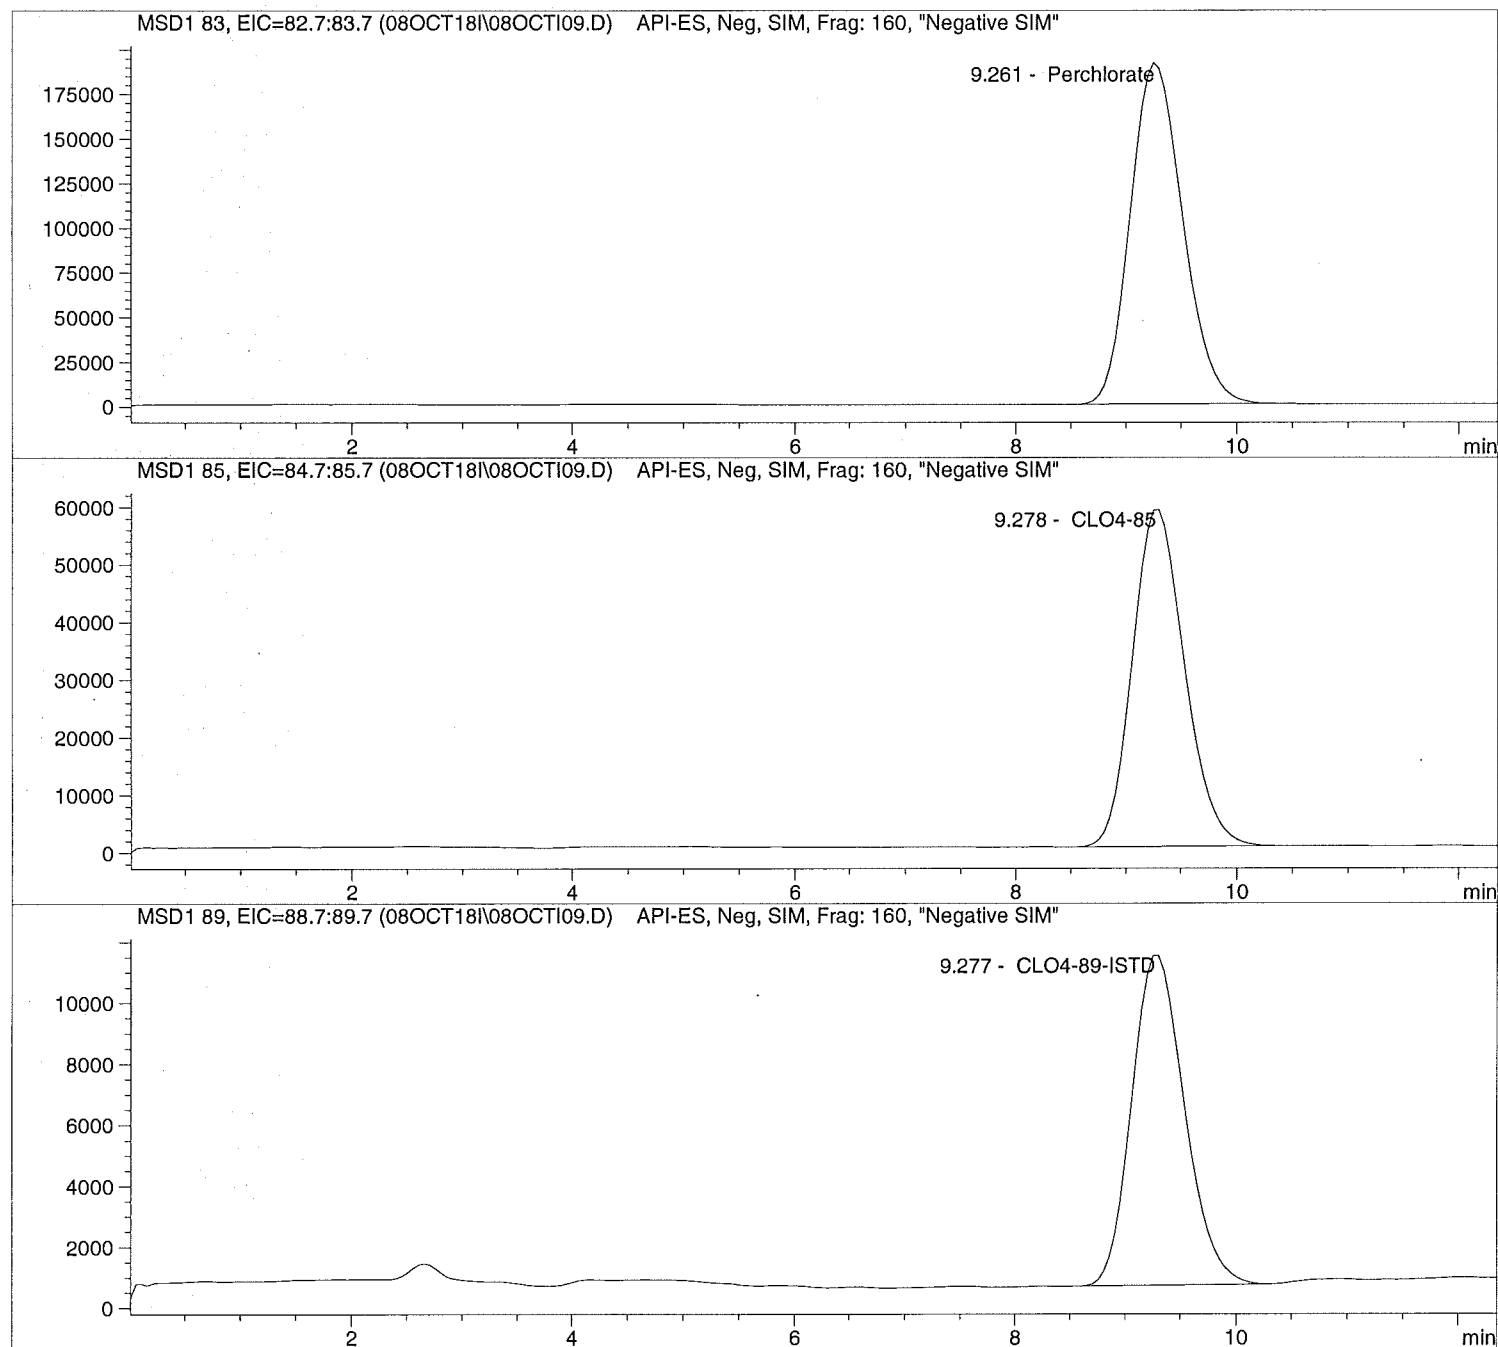 MSD1 83, EIC=82.7:83.7 (08OCT18I\08OCTI09.D) API-ES, Neg, SIM, Frag: 160, "Negative SIM"
9.261 - Perchlorate
175000
150000
125000
100000
75000
50000
25000
0
2 4 6 8 10 min
MSD1 85, EIC=84.7:85.7 (08OCT18I\08OCTI09.D) API-ES, Neg, SIM, Frag: 160, "Negative SIM"
9.278 - CLO4-85
60000
50000
40000
30000
20000
10000
0
2 4 6 8 10 min
MSD1 89, EIC=88.7:89.7 (08OCT18I\08OCTI09.D) API-ES, Neg, SIM, Frag: 160, "Negative SIM"
9.277 - CLO4-89-ISTD
10000
8000
6000
4000
2000
0
2 4 6 8 10 min